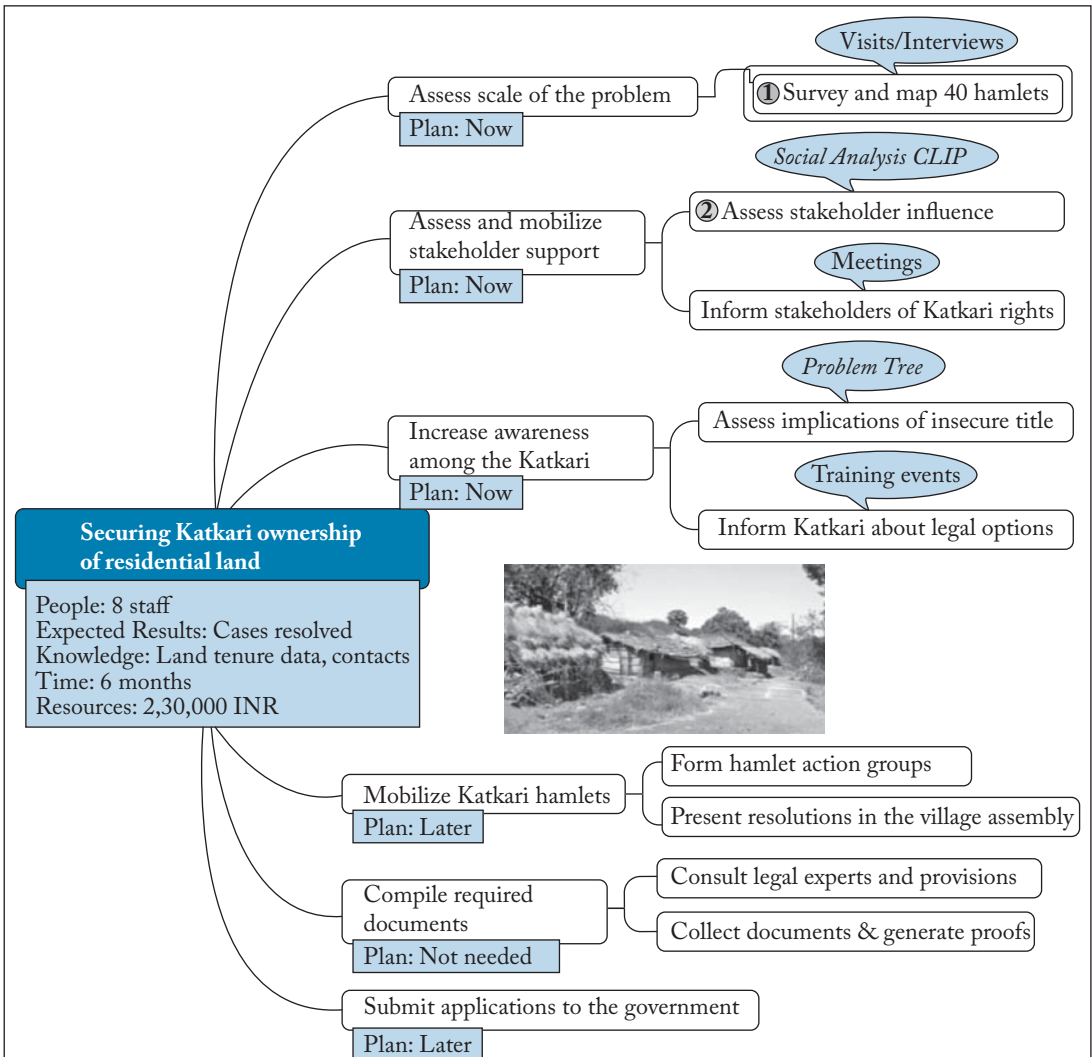 Visits/Interviews
Assess scale of the problem
Plan: Now
1 Survey and map 40 hamlets
Social Analysis CLIP
Assess and mobilize
stakeholder support
Plan: Now
2 Assess stakeholder influence
Meetings
Inform stakeholders of Katkari rights
Problem Tree
Increase awareness
among the Katkari
Plan: Now
Assess implications of insecure title
Training events
Inform Katkari about legal options
Securing Katkari ownership
of residential land
People: 8 staff
Expected Results: Cases resolved
Knowledge: Land tenure data, contacts
Time: 6 months
Resources: 2,30,000 INR
Mobilize Katkari hamlets
Plan: Later
Form hamlet action groups
Present resolutions in the village assembly
Compile required
documents
Plan: Not needed
Consult legal experts and provisions
Collect documents & generate proofs
Submit applications to the government
Plan: Later